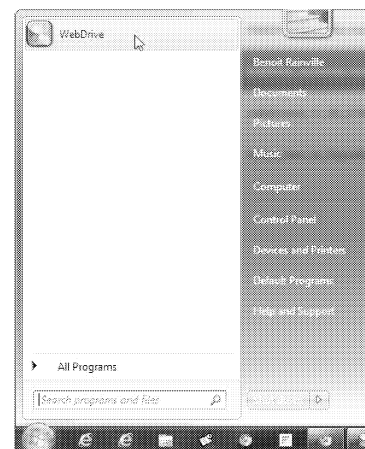 WebDrive
Benoit Rainville
Documents
Pictures
Music
Computer
Control Panel
Devices and Printers
Default Programs
Help and Support
All Programs
Search programs and files